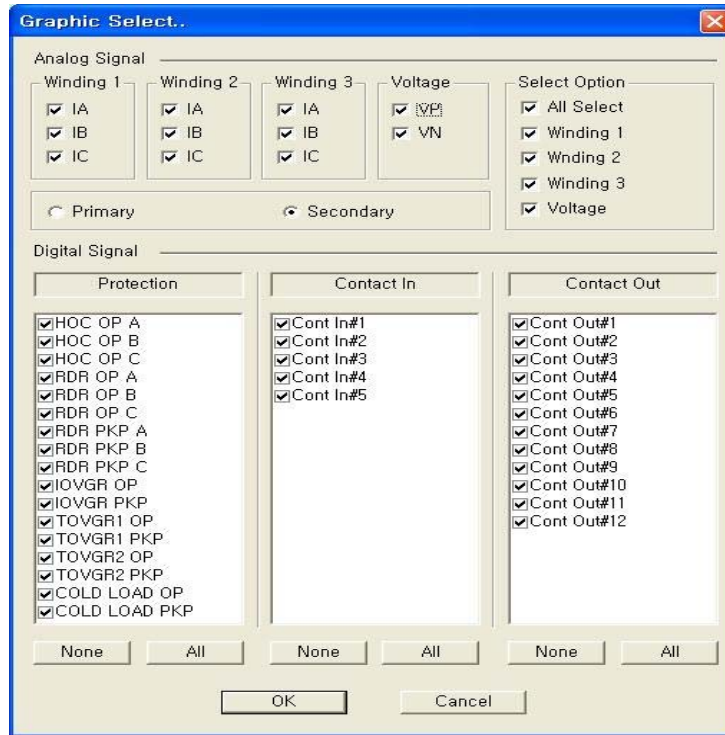 Graphic Select..
Analog Signal
Winding 1
IA
IB
IC
Winding 2
IA
IB
IC
Winding 3
IA
IB
IC
Voltage
VP
VN
Select Option
All Select
Winding 1
Wnding 2
Winding 3
Voltage
Primary
Secondary
Digital Signal
Protection
HOC OP A
HOC OP B
HOC OP C
RDR OP A
RDR OP B
RDR OP C
RDR PKP A
RDR PKP B
RDR PKP C
IOVGR OP
IOVGR PKP
TOVGR1 OP
TOVGR1 PKP
TOVGR2 OP
TOVGR2 PKP
COLD LOAD OP
COLD LOAD PKP
None
All
Contact In
Cont In#1
Cont In#2
Cont In#3
Cont In#4
Cont In#5
None
All
Contact Out
Cont Out#1
Cont Out#2
Cont Out#3
Cont Out#4
Cont Out#5
Cont Out#6
Cont Out#7
Cont Out#8
Cont Out#9
Cont Out#10
Cont Out#11
Cont Out#12
None
All
OK
Cancel